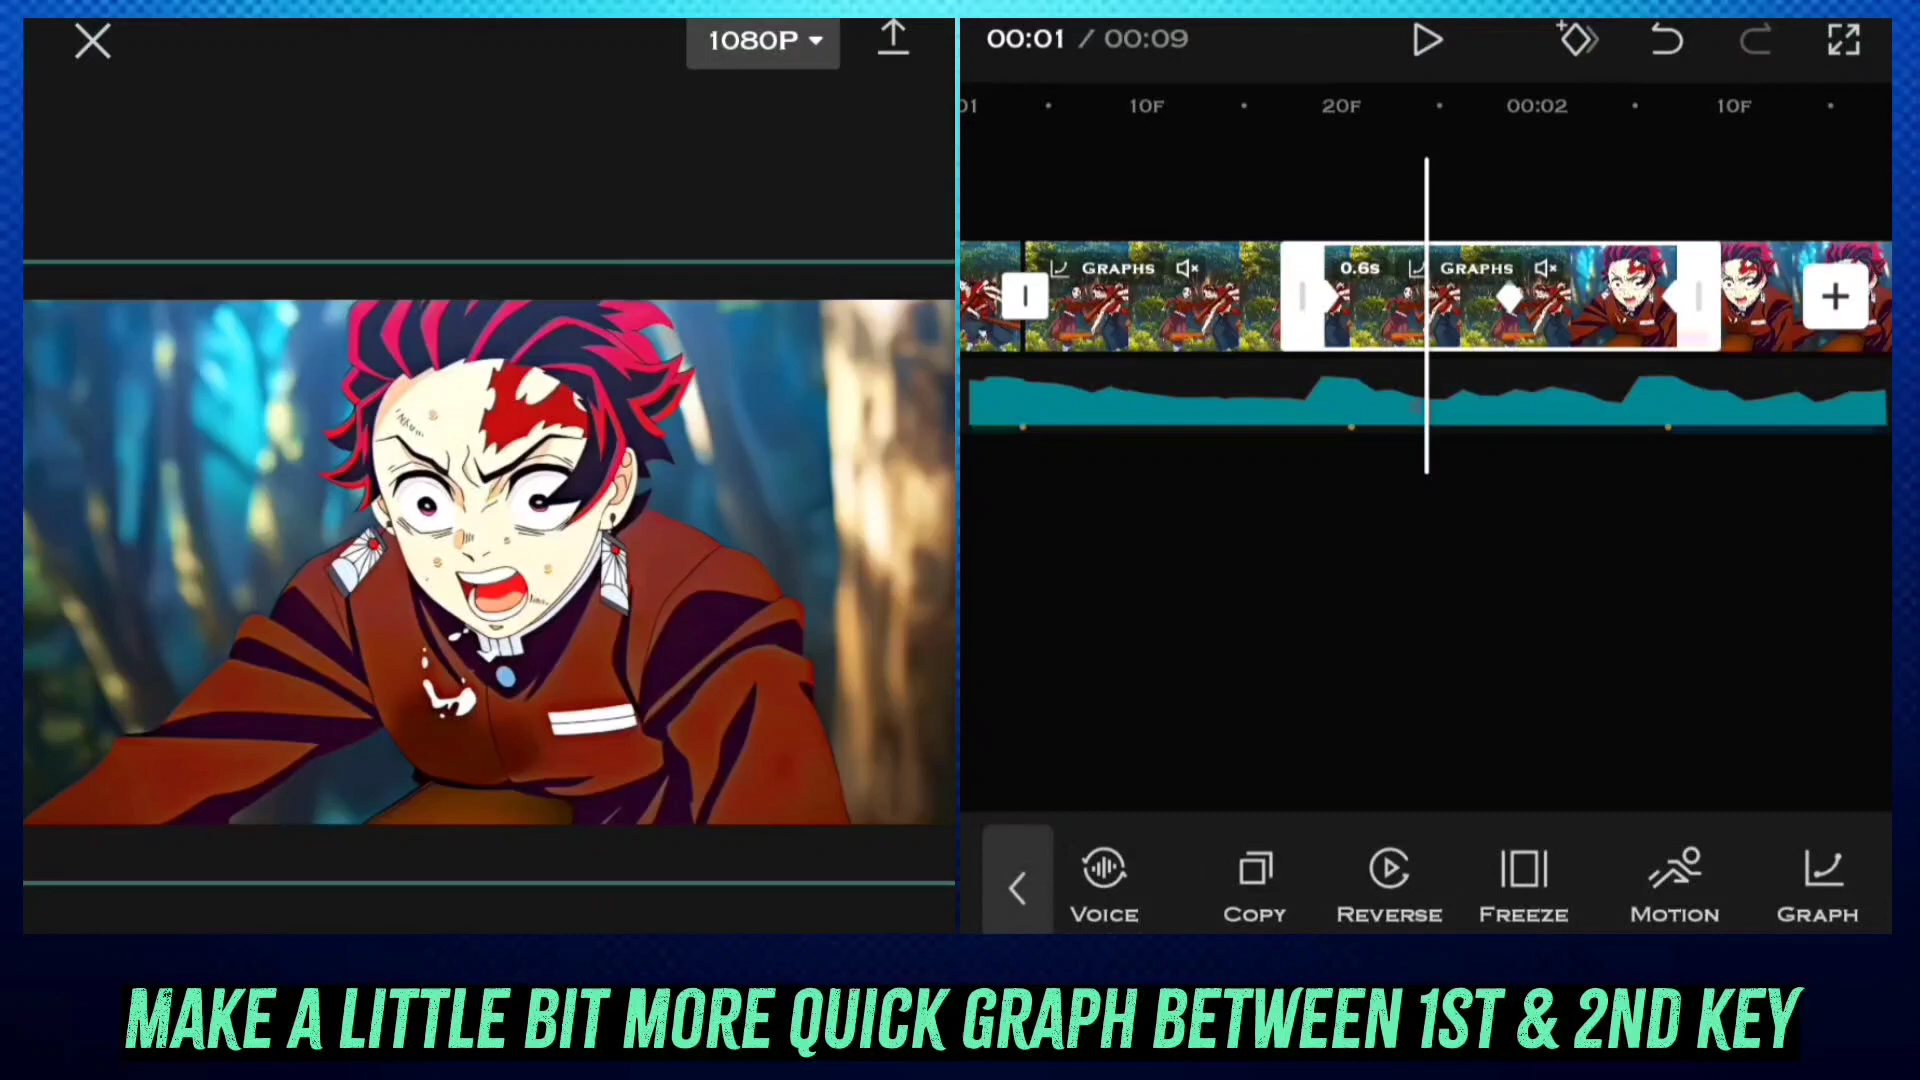 1080P
00:01 / 00:09
01 10F 20F 00:02 10F
GRAPHS 0.6s GRAPHS
VOICE COPY REVERSE FREEZE MOTION GRAPH
MAKE A LITTLE BIT MORE QUICK GRAPH BETWEEN 1ST & 2ND KEY